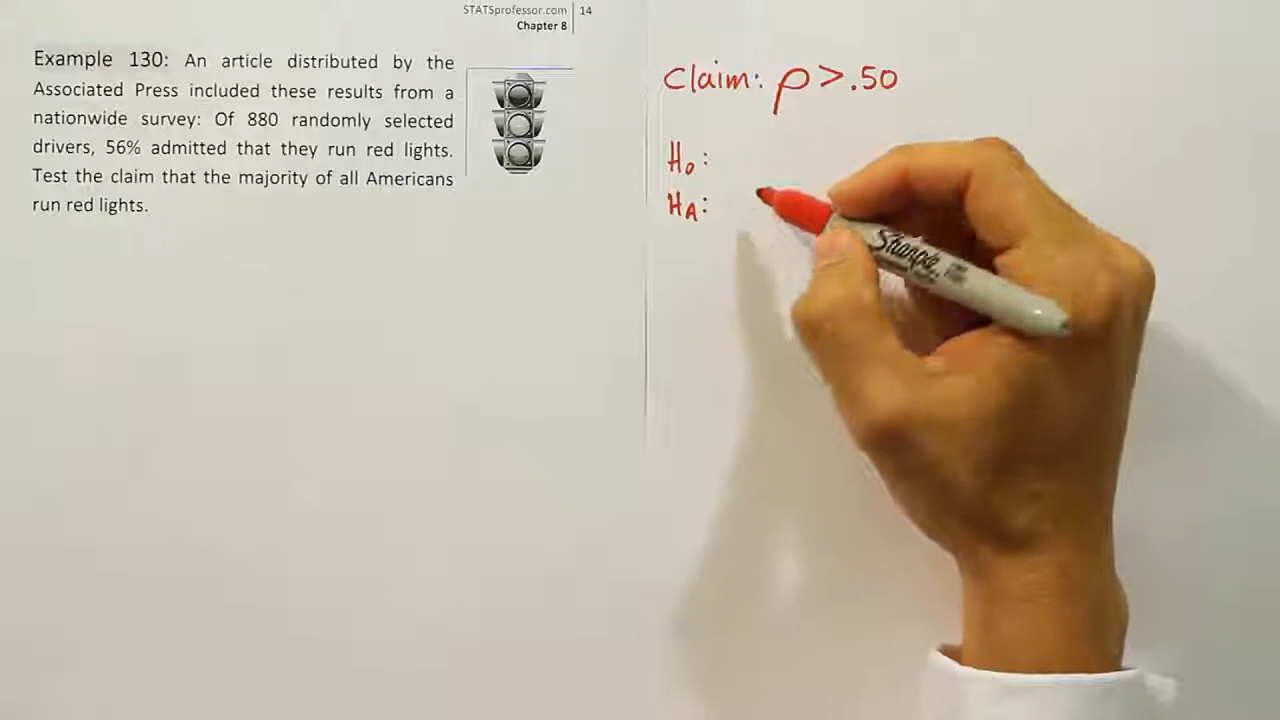 STATSprofessor.com 14
Chapter 8
Example 130: An article distributed by the
Associated Press included these results from a
nationwide survey: Of 880 randomly selected
drivers, 56% admitted that they run red lights.
Test the claim that the majority of all Americans
run red lights.
Claim: p > .50
H₀:
Hₐ:
Sharpie